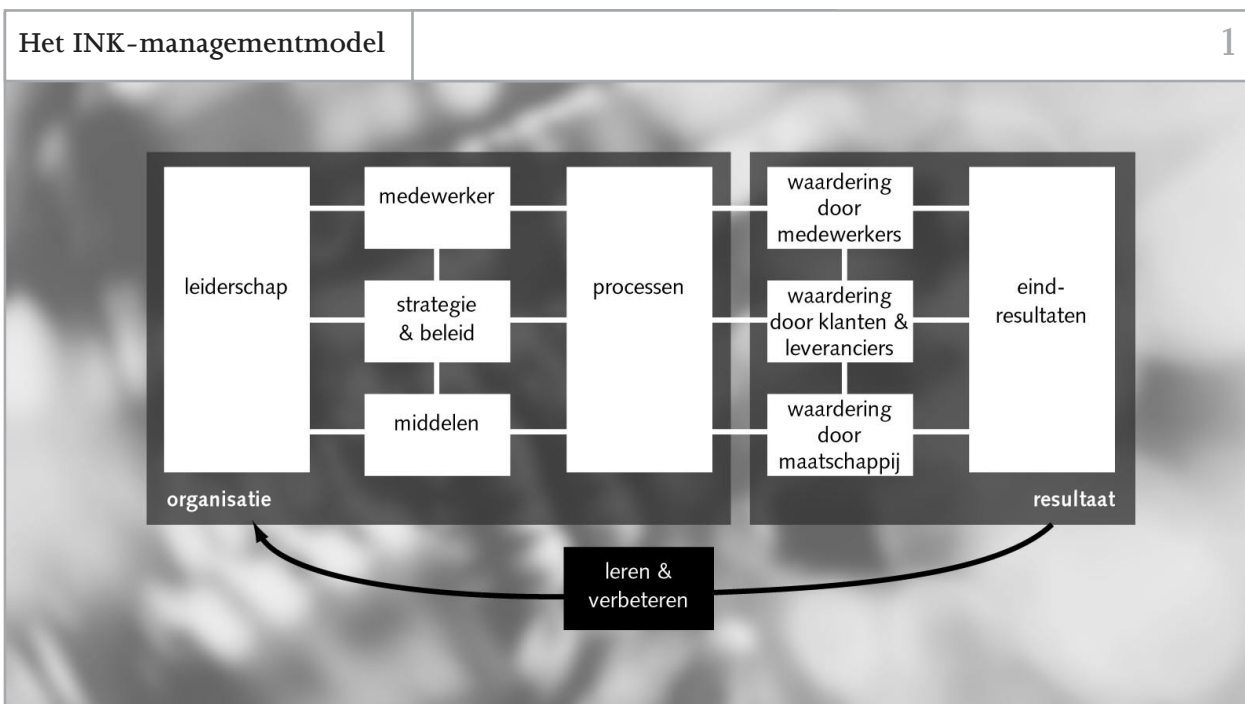 Het INK-managementmodel
1
leiderschap
medewerker
strategie
& beleid
middelen
processen
waardering
door
medewerkers
waardering
door klanten &
leveranciers
waardering
door
maatschappij
eind-
resultaten
organisatie
resultaat
leren &
verbeteren